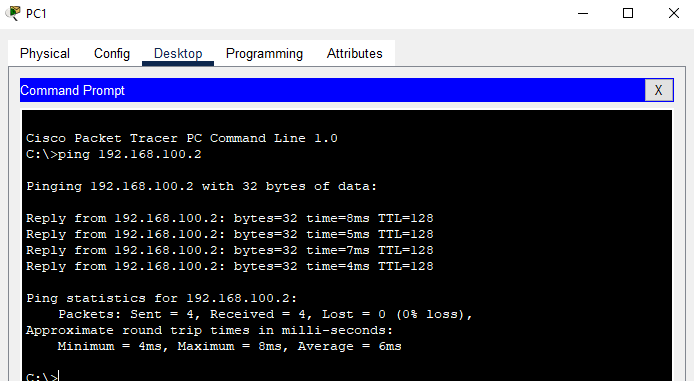 PC1
Physical Config Desktop Programming Attributes
Command Prompt X
Cisco Packet Tracer PC Command Line 1.0
C:\>ping 192.168.100.2
Pinging 192.168.100.2 with 32 bytes of data:
Reply from 192.168.100.2: bytes=32 time=8ms TTL=128
Reply from 192.168.100.2: bytes=32 time=5ms TTL=128
Reply from 192.168.100.2: bytes=32 time=7ms TTL=128
Reply from 192.168.100.2: bytes=32 time=4ms TTL=128
Ping statistics for 192.168.100.2:
Packets: Sent = 4, Received = 4, Lost = 0 (0% loss),
Approximate round trip times in milli-seconds:
Minimum = 4ms, Maximum = 8ms, Average = 6ms
C:\>